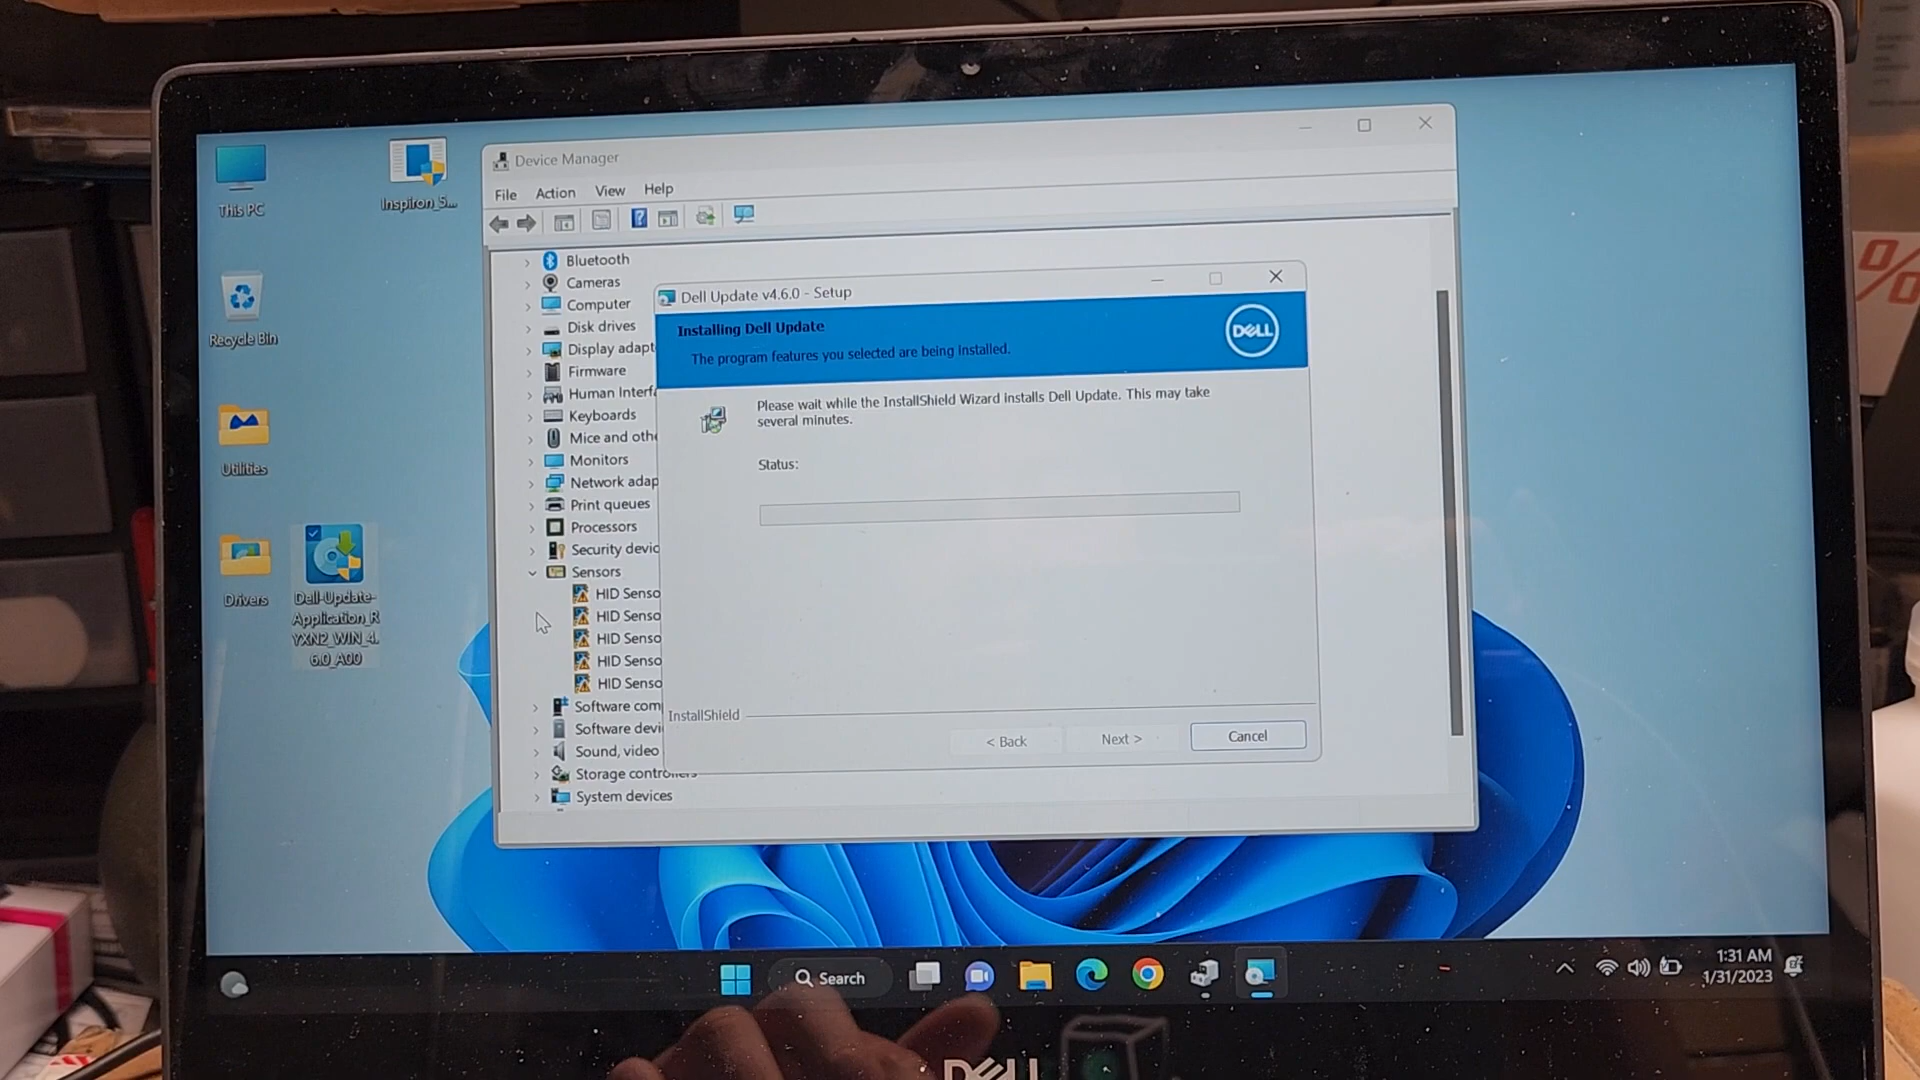 This PC
Inspiron_S...
Recycle Bin
Utilities
Drivers
Dell-Update-
Application_R
YXN2_WIN_4.
6.0_A00
Device Manager
File Action View Help
Bluetooth
Cameras
Computer
Disk drives
Display adapt
Firmware
Human Interf
Keyboards
Mice and othe
Monitors
Network adap
Print queues
Processors
Security devic
Sensors
HID Senso
HID Senso
HID Senso
HID Senso
HID Senso
Software com
Software devi
Sound, video
Storage controllers
System devices
Dell Update v4.6.0 - Setup
Installing Dell Update
The program features you selected are being installed.
DELL
Please wait while the InstallShield Wizard installs Dell Update. This may take
several minutes.
Status:
InstallShield
< Back Next > Cancel
Search
1:31 AM
1/31/2023
DELL
%